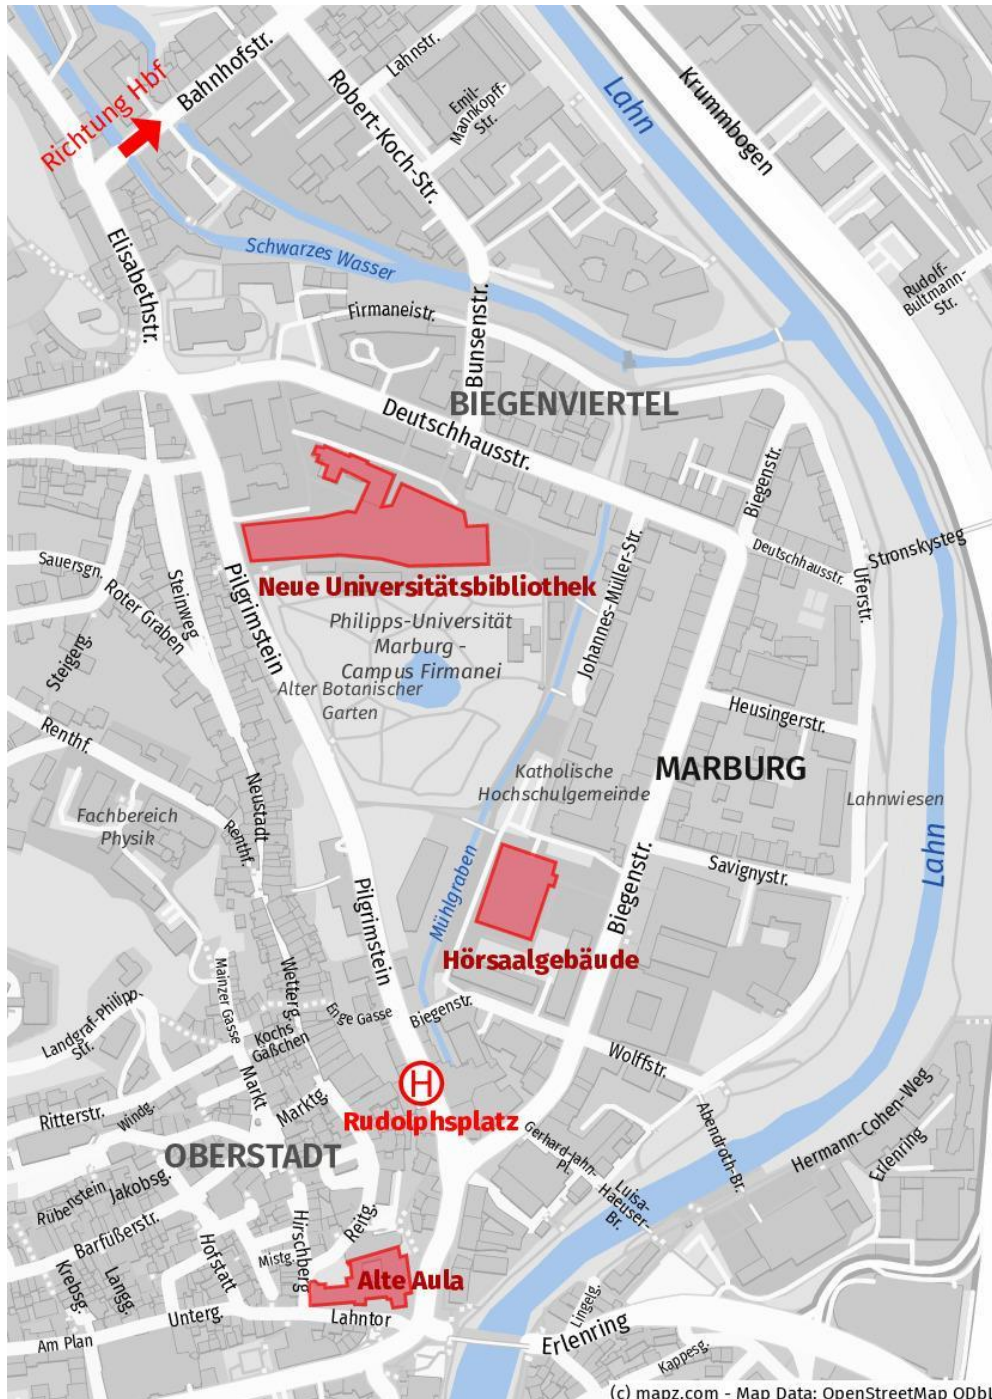 Bahnhofstr.
Lahnstr.
Richtung Hbf
Robert-Koch-Str.
Emil-
Mannkopff-
Str.
Lahn
Krummbogen
Elisabethstr.
Schwarzes Wasser
Rudolf-
Bultmann-
Str.
Firmaneistr.
Bunsenstr.
BIEGENVIERTEL
Deutschhausstr.
Biegenstr.
Stronskysteg
Deutschhausstr.
Uferstr.
Sauersgn.
Roter Graben
Steinweg
Pilgrimstein
Neue Universitätsbibliothek
Johannes-Müller-Str.
Philipps-Universität
Marburg -
Campus Firmanei
Steigerg.
Alter Botanischer
Garten
Renthf.
Heusingerstr.
MARBURG
Katholische
Hochschulgemeinde
Lahnwiesen
Neustadt
Fachbereich
Physik
Renthf.
Lahn
Savignystr.
Biegenstr.
Mühlgraben
Pilgrimstein
Hörsaalgebäude
Mainzer Gasse
Wetterg.
Enge Gasse
Biegenstr.
Landgraf-Philipp-
Str.
Kochs
Gäßchen
Wolffstr.
H
Rudolphsplatz
Markt
Marktg.
Ritterstr.
Windg.
Abendroth-Br.
Hermann-Cohen-Weg
Erlenring
OBERSTADT
Gerhard-Jahn-
Pl.
Luisa-
Haeuser-
Br.
Rübenstein
Jakobsg.
Barfüßerstr.
Hirschberg
Reitg.
Hofstatt
Mistg.
Krebsg.
Langg.
Alte Aula
Unterg.
Lahntor
Lingelg.
Am Plan
Erlenring
Kappesg.
(c) mapz.com - Map Data: OpenStreetMap ODbL